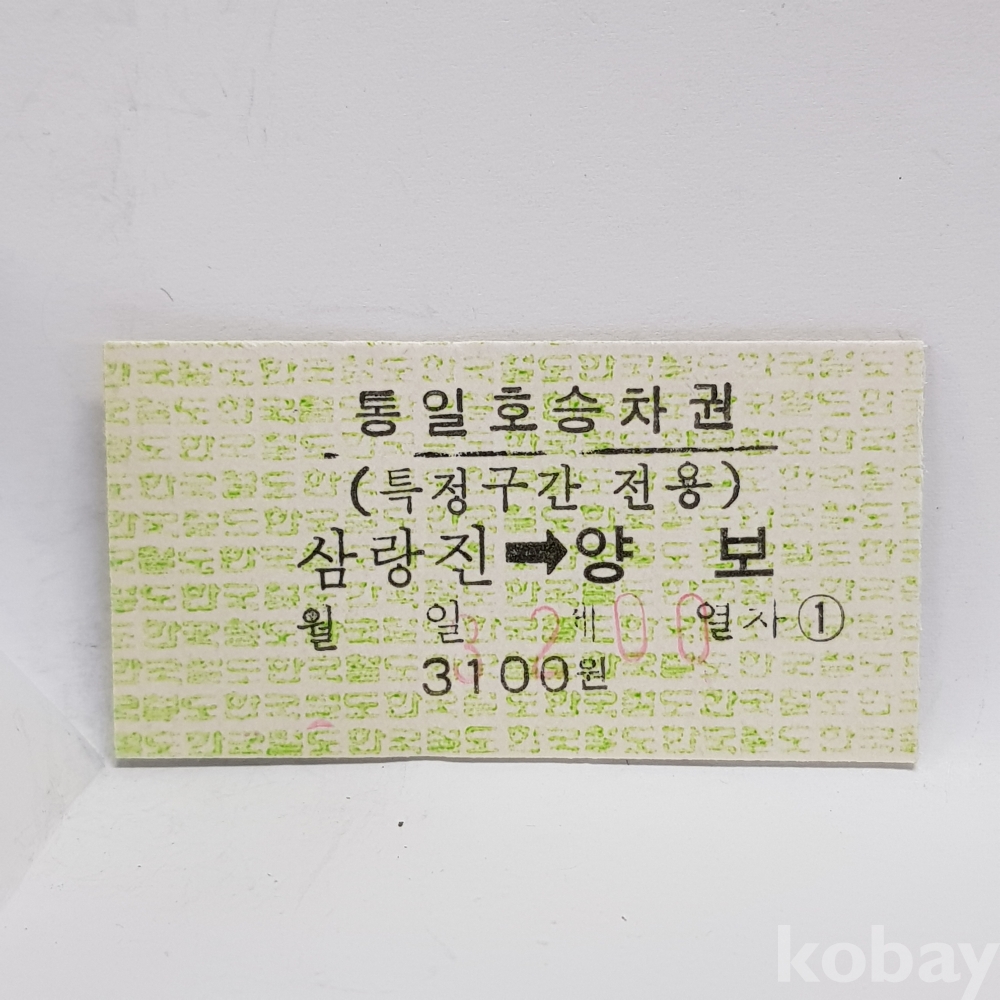 통일호승차권
(특정구간 전용)
삼랑진➡양 보
월 일 제 열차①
3200
3100원
kobay